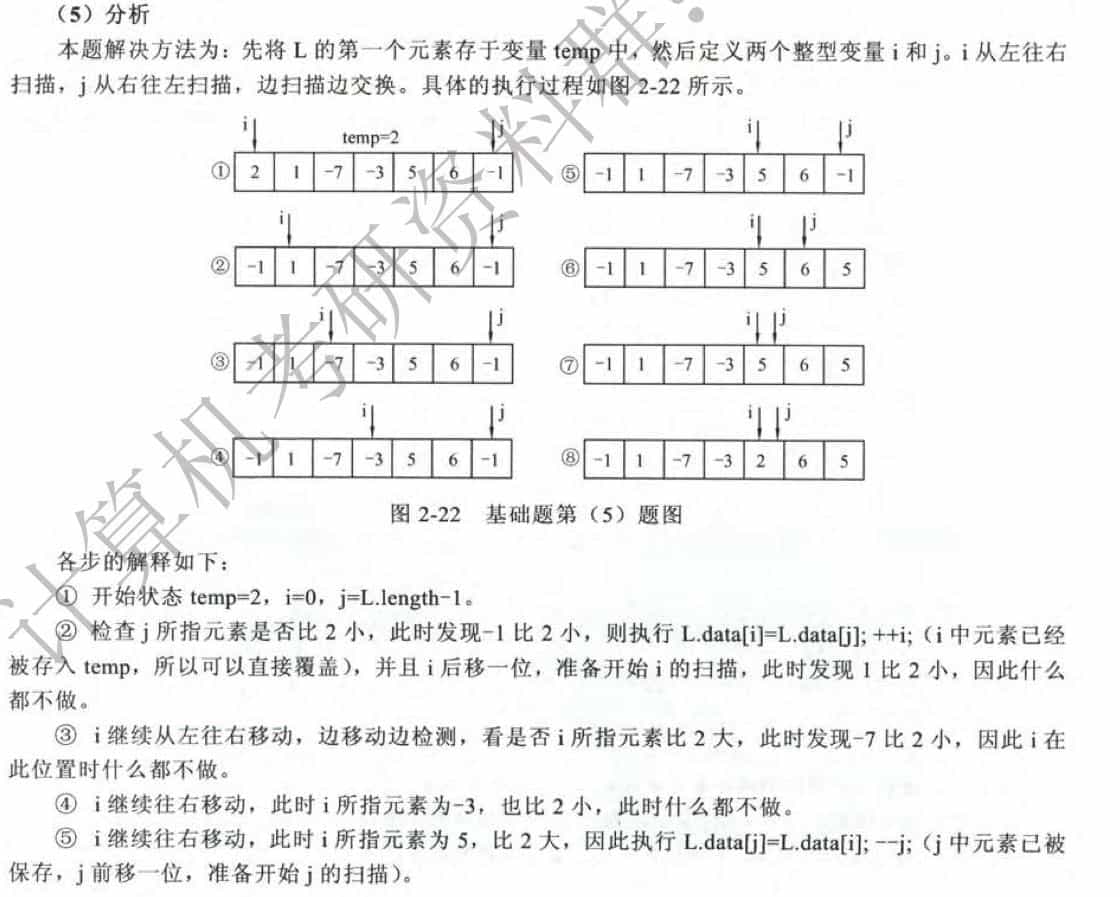 （5）分析
本题解决方法为：先将 L 的第一个元素存于变量 temp 中，然后定义两个整型变量 i 和 j。i 从左往右
扫描，j 从右往左扫描，边扫描边交换。具体的执行过程如图 2-22 所示。
i temp=2 j
① 2 1 -7 -3 5 6 -1
i j
② -1 1 -7 -3 5 6 -1
i j
③ -1 1 -7 -3 5 6 -1
i j
④ -1 1 -7 -3 5 6 -1
i j
⑤ -1 1 -7 -3 5 6 -1
i j
⑥ -1 1 -7 -3 5 6 5
i j
⑦ -1 1 -7 -3 5 6 5
i j
⑧ -1 1 -7 -3 2 6 5
图 2-22 基础题第（5）题图
各步的解释如下：
① 开始状态 temp=2，i=0，j=L.length-1。
② 检查 j 所指元素是否比 2 小，此时发现-1 比 2 小，则执行 L.data[i]=L.data[j]; ++i;（i 中元素已经
被存入 temp，所以可以直接覆盖），并且 i 后移一位，准备开始 i 的扫描，此时发现 1 比 2 小，因此什么
都不做。
③ i 继续从左往右移动，边移动边检测，看是否 i 所指元素比 2 大，此时发现-7 比 2 小，因此 i 在
此位置时什么都不做。
④ i 继续往右移动，此时 i 所指元素为-3，也比 2 小，此时什么都不做。
⑤ i 继续往右移动，此时 i 所指元素为 5，比 2 大，因此执行 L.data[j]=L.data[i]; --j;（j 中元素已被
保存，j 前移一位，准备开始 j 的扫描）。
计算机考研资料群：